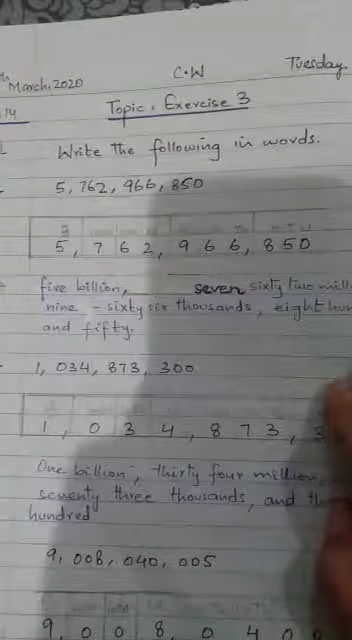 March, 2020 C.W Tuesday.
Topic: Exercise 3
Write the following in words.
5, 762, 966, 850
5, 7 6 2, 9 6 6, 8 5 0
five billion, seven sixty two
nine - sixty six thousands, eight
and fifty.
1, 034, 873, 300
1, 0 3 4, 8 7 3, 3
One billion, thirty four million,
seventy three thousands, and
hundred
9, 008, 040, 005
9, 0 0 8, 0 4 0